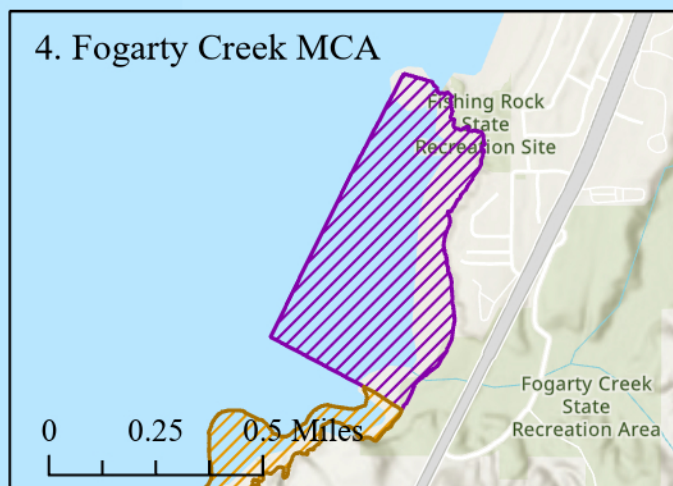 4. Fogarty Creek MCA
Fishing Rock
State
Recreation Site
Fogarty Creek
State
Recreation Area
0 0.25 0.5 Miles